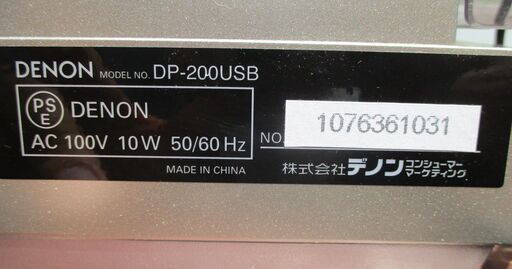 DENON MODEL NO. DP-200USB
PS E DENON
AC 100V 10W 50/60 Hz
NO. 1076361031
MADE IN CHINA
株式会社 デノン コンシューマー マーケティング